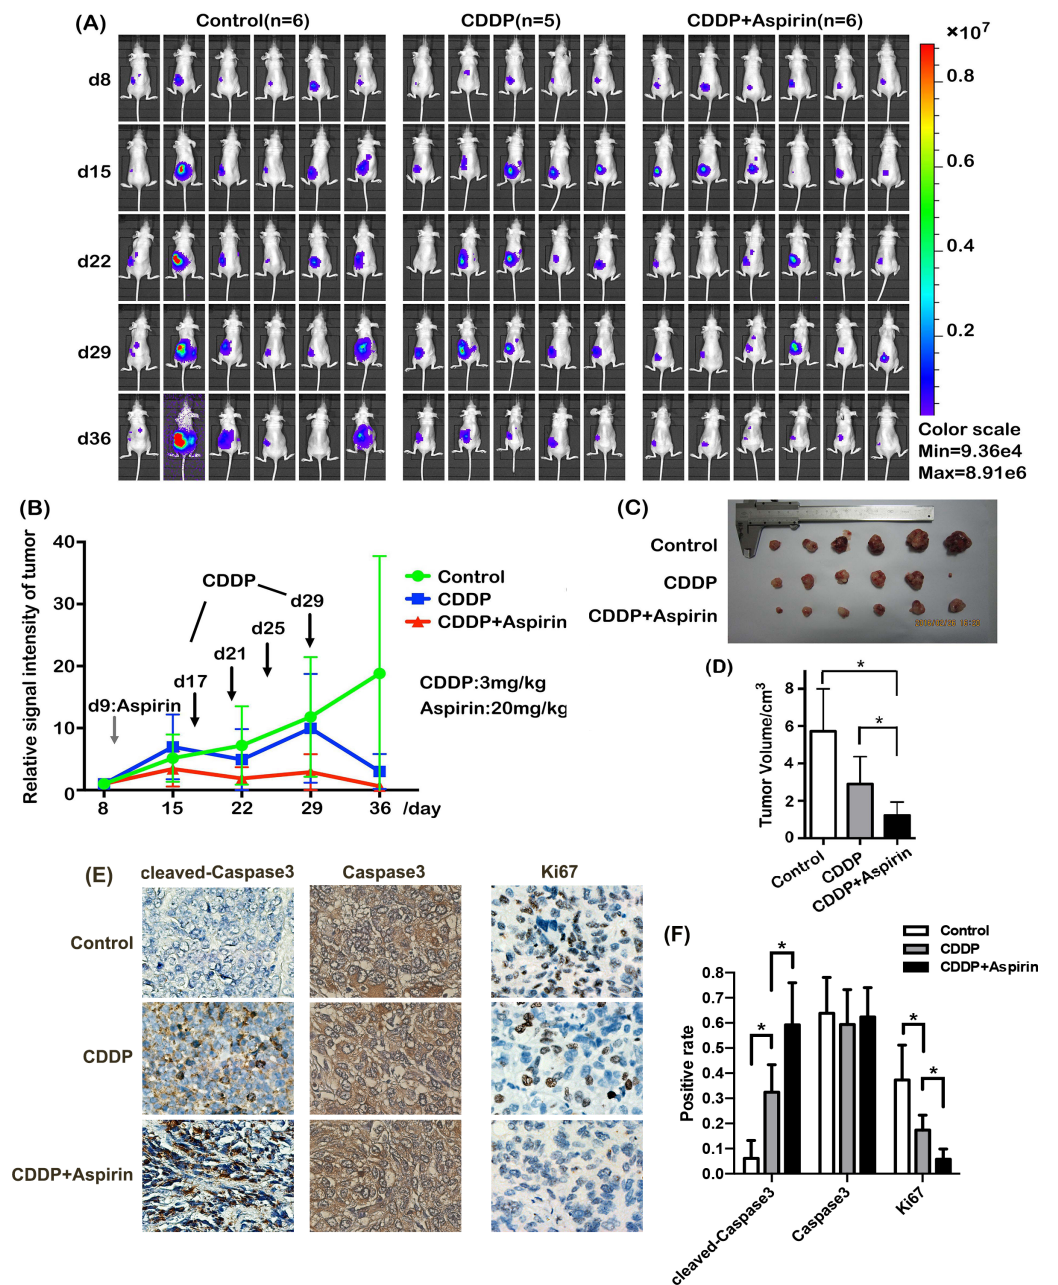 (A)
Control(n=6)
CDDP(n=5)
CDDP+Aspirin(n=6)
d8
d15
d22
d29
d36
×10⁷
0.8
0.6
0.4
0.2
Color scale
Min=9.36e4
Max=8.91e6
(B)
Relative signal intensity of tumor
40
30
20
10
0
8
15
22
29
36
/day
d9:Aspirin
d17
d21
d25
d29
CDDP
Control
CDDP
CDDP+Aspirin
CDDP:3mg/kg
Aspirin:20mg/kg
(C)
Control
CDDP
CDDP+Aspirin
(D)
Tumor Volume/cm³
8
6
4
2
0
*
*
Control
CDDP
CDDP+Aspirin
(E)
cleaved-Caspase3
Caspase3
Ki67
Control
CDDP
CDDP+Aspirin
(F)
Control
CDDP
CDDP+Aspirin
Positive rate
0.8
0.7
0.6
0.5
0.4
0.3
0.2
0.1
0.0
*
*
*
*
cleaved-Caspase3
Caspase3
Ki67